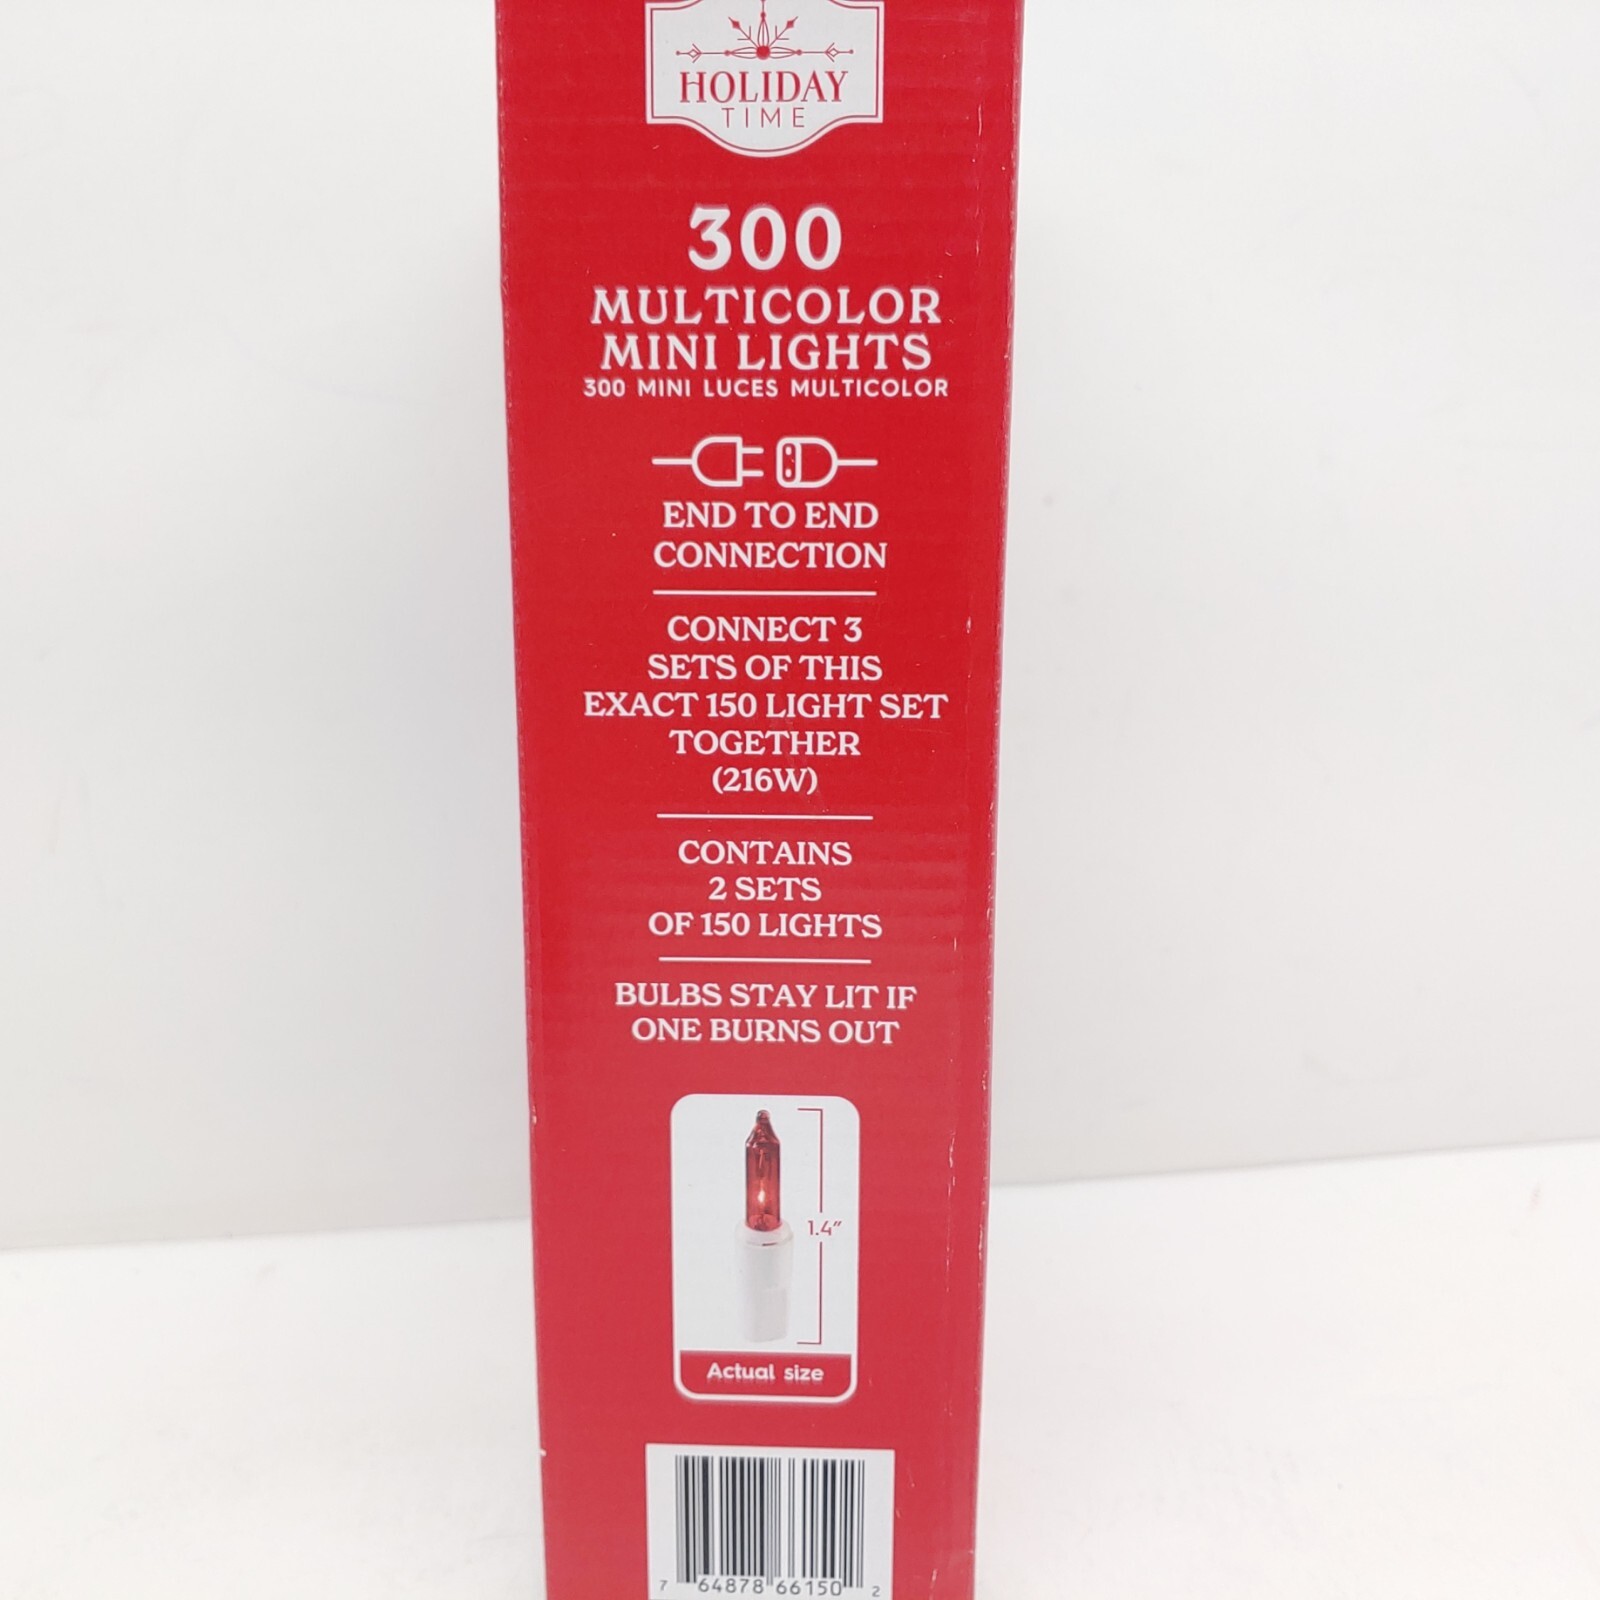 HOLIDAY
TIME
300
MULTICOLOR
MINI LIGHTS
300 MINI LUCES MULTICOLOR
END TO END
CONNECTION
CONNECT 3
SETS OF THIS
EXACT 150 LIGHT SET
TOGETHER
(216W)
CONTAINS
2 SETS
OF 150 LIGHTS
BULBS STAY LIT IF
ONE BURNS OUT
1.4"
Actual size
7 64878 66150 2